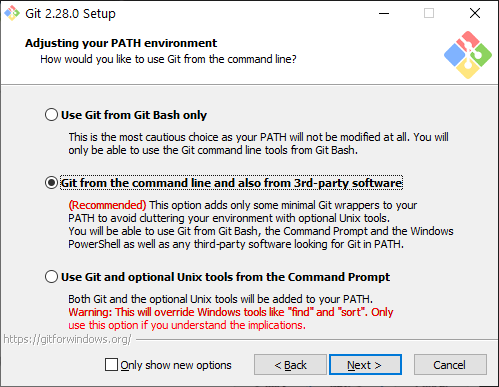 Git 2.28.0 Setup
Adjusting your PATH environment
How would you like to use Git from the command line?
Use Git from Git Bash only
This is the most cautious choice as your PATH will not be modified at all. You will
only be able to use the Git command line tools from Git Bash.
Git from the command line and also from 3rd-party software
(Recommended) This option adds only some minimal Git wrappers to your
PATH to avoid cluttering your environment with optional Unix tools.
You will be able to use Git from Git Bash, the Command Prompt and the Windows
PowerShell as well as any third-party software looking for Git in PATH.
Use Git and optional Unix tools from the Command Prompt
Both Git and the optional Unix tools will be added to your PATH.
Warning: This will override Windows tools like "find" and "sort". Only
use this option if you understand the implications.
https://gitforwindows.org/
Only show new options
< Back
Next >
Cancel